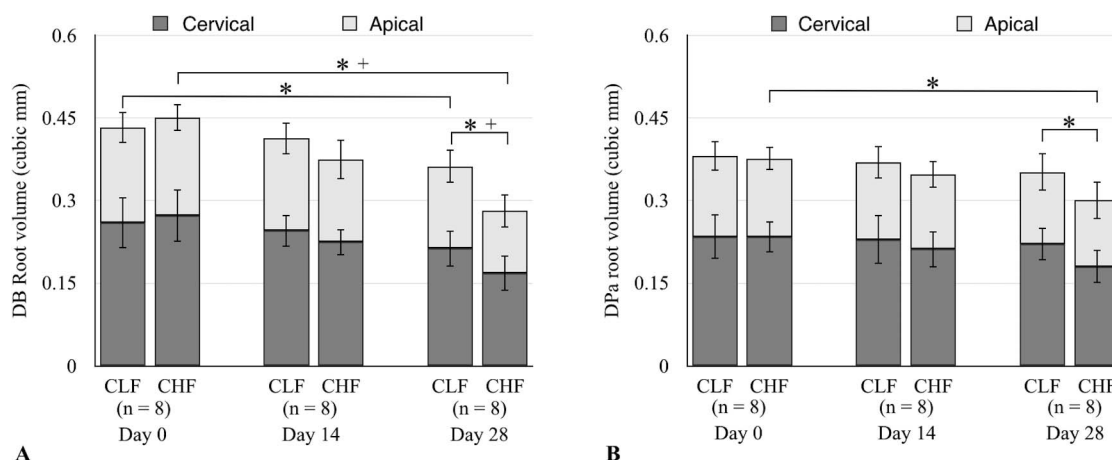 Cervical Apical
DB Root volume (cubic mm)
0.6
0.45
0.3
0.15
0
* +
*
* +
CLF CHF CLF CHF CLF CHF
(n = 8) (n = 8) (n = 8)
Day 0 Day 14 Day 28
A
Cervical Apical
DPa root volume (cubic mm)
0.6
0.45
0.3
0.15
0
*
*
CLF CHF CLF CHF CLF CHF
(n = 8) (n = 8) (n = 8)
Day 0 Day 14 Day 28
B